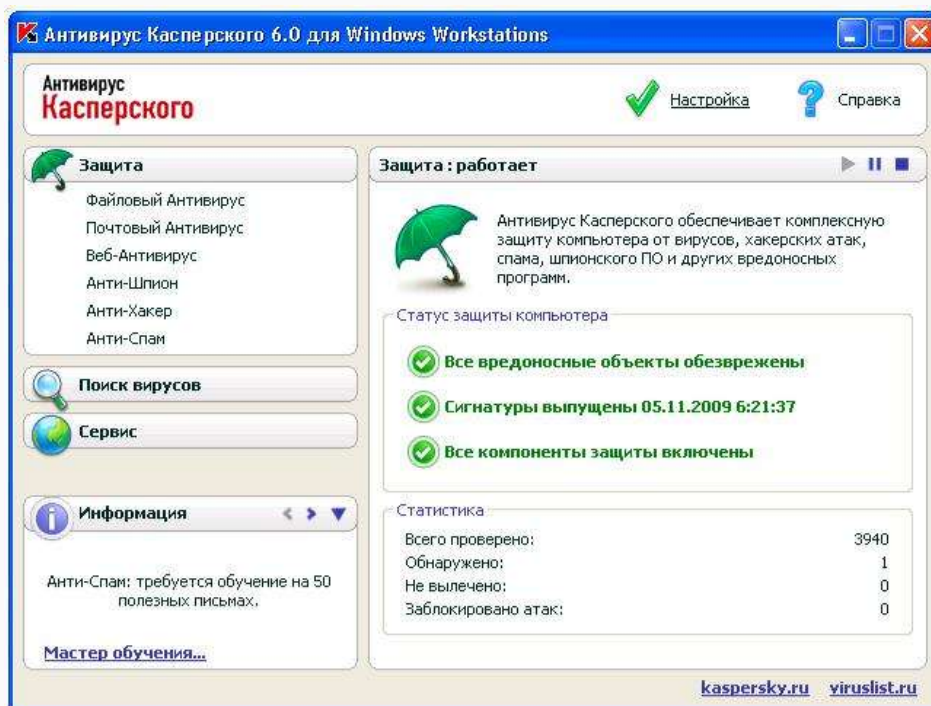 Антивирус Касперского 6.0 для Windows Workstations
Антивирус
Касперского
Настройка
Справка
Защита
Файловый Антивирус
Почтовый Антивирус
Веб-Антивирус
Анти-Шпион
Анти-Хакер
Анти-Спам
Поиск вирусов
Сервис
Информация
Анти-Спам: требуется обучение на 50
полезных письмах.
Мастер обучения...
Защита : работает
Антивирус Касперского обеспечивает комплексную
защиту компьютера от вирусов, хакерских атак,
спама, шпионского ПО и других вредоносных
программ.
Статус защиты компьютера
Все вредоносные объекты обезврежены
Сигнатуры выпущены 05.11.2009 6:21:37
Все компоненты защиты включены
Статистика
Всего проверено: 3940
Обнаружено: 1
Не вылечено: 0
Заблокировано атак: 0
kaspersky.ru viruslist.ru